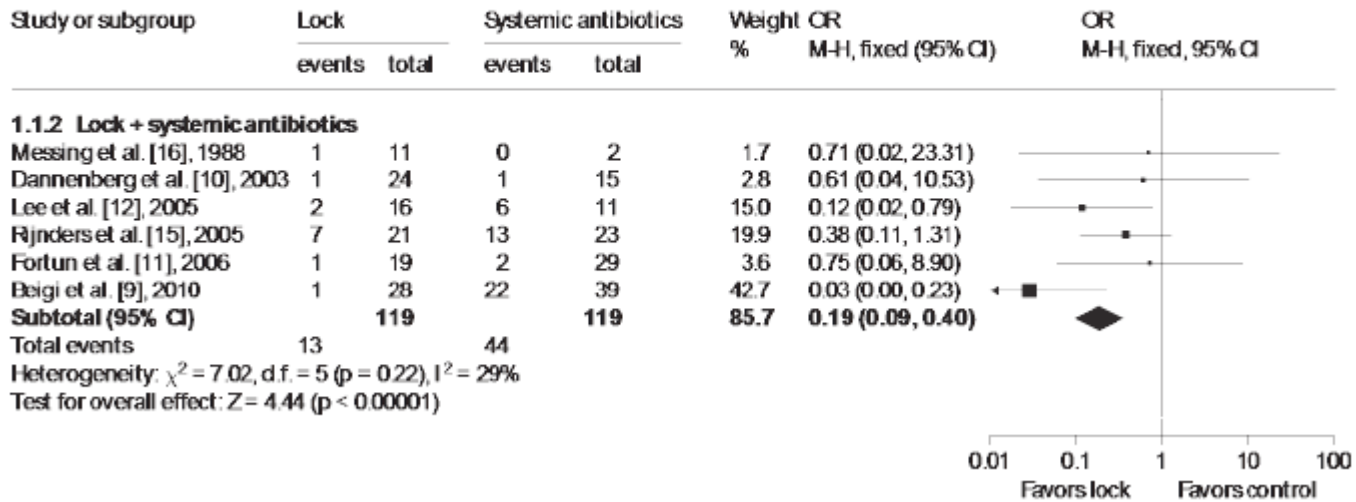 Study or subgroup Lock Systemic antibiotics Weight OR OR
events total events total % M-H, fixed (95% CI) M-H, fixed, 95% CI
1.1.2 Lock + systemic antibiotics
Messing et al. [16], 1988 1 11 0 2 1.7 0.71 (0.02, 23.31)
Dannenberg et al. [10], 2003 1 24 1 15 2.8 0.61 (0.04, 10.53)
Lee et al. [12], 2005 2 16 6 11 15.0 0.12 (0.02, 0.79)
Rijnders et al. [15], 2005 7 21 13 23 19.9 0.38 (0.11, 1.31)
Fortun et al. [11], 2006 1 19 2 29 3.6 0.75 (0.06, 8.90)
Beigi et al. [9], 2010 1 28 22 39 42.7 0.03 (0.00, 0.23)
Subtotal (95% CI) 119 119 85.7 0.19 (0.09, 0.40)
Total events 13 44
Heterogeneity: χ² = 7.02, d.f. = 5 (p = 0.22), I² = 29%
Test for overall effect: Z = 4.44 (p < 0.00001)
0.01 0.1 1 10 100
Favors lock Favors control